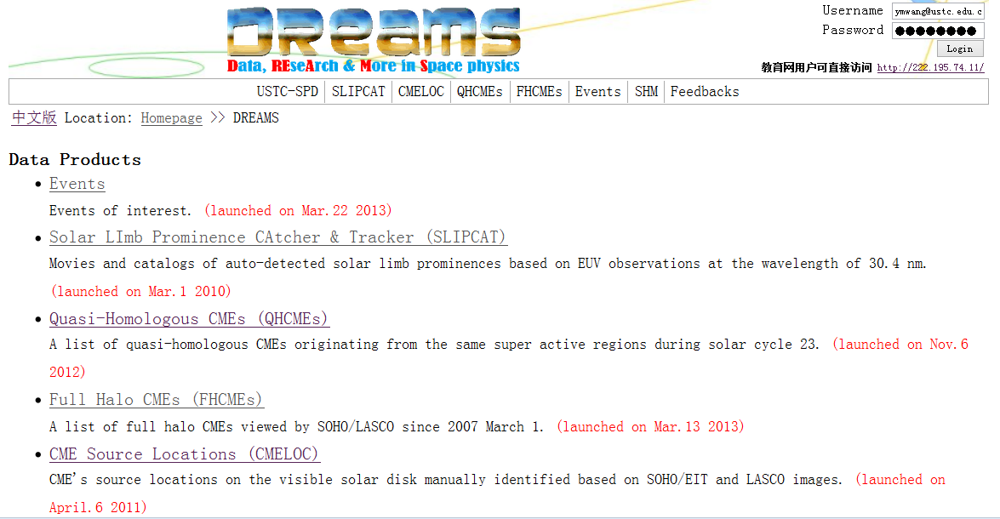 DREAMS
Data, REseArch & More in Space physics
Username ymwang@ustc.edu.c
Password ●●●●●●●●
Login
教育网用户可直接访问 http://222.195.74.11/
USTC-SPD SLIPCAT CMELOC QHCMEs FHCMEs Events SHM Feedbacks
中文版 Location: Homepage >> DREAMS
Data Products
• Events
Events of interest. (launched on Mar.22 2013)
• Solar LImb Prominence CAtcher & Tracker (SLIPCAT)
Movies and catalogs of auto-detected solar limb prominences based on EUV observations at the wavelength of 30.4 nm.
(launched on Mar.1 2010)
• Quasi-Homologous CMEs (QHCMEs)
A list of quasi-homologous CMEs originating from the same super active regions during solar cycle 23. (launched on Nov.6
2012)
• Full Halo CMEs (FHCMEs)
A list of full halo CMEs viewed by SOHO/LASCO since 2007 March 1. (launched on Mar.13 2013)
• CME Source Locations (CMELOC)
CME's source locations on the visible solar disk manually identified based on SOHO/EIT and LASCO images. (launched on
April.6 2011)